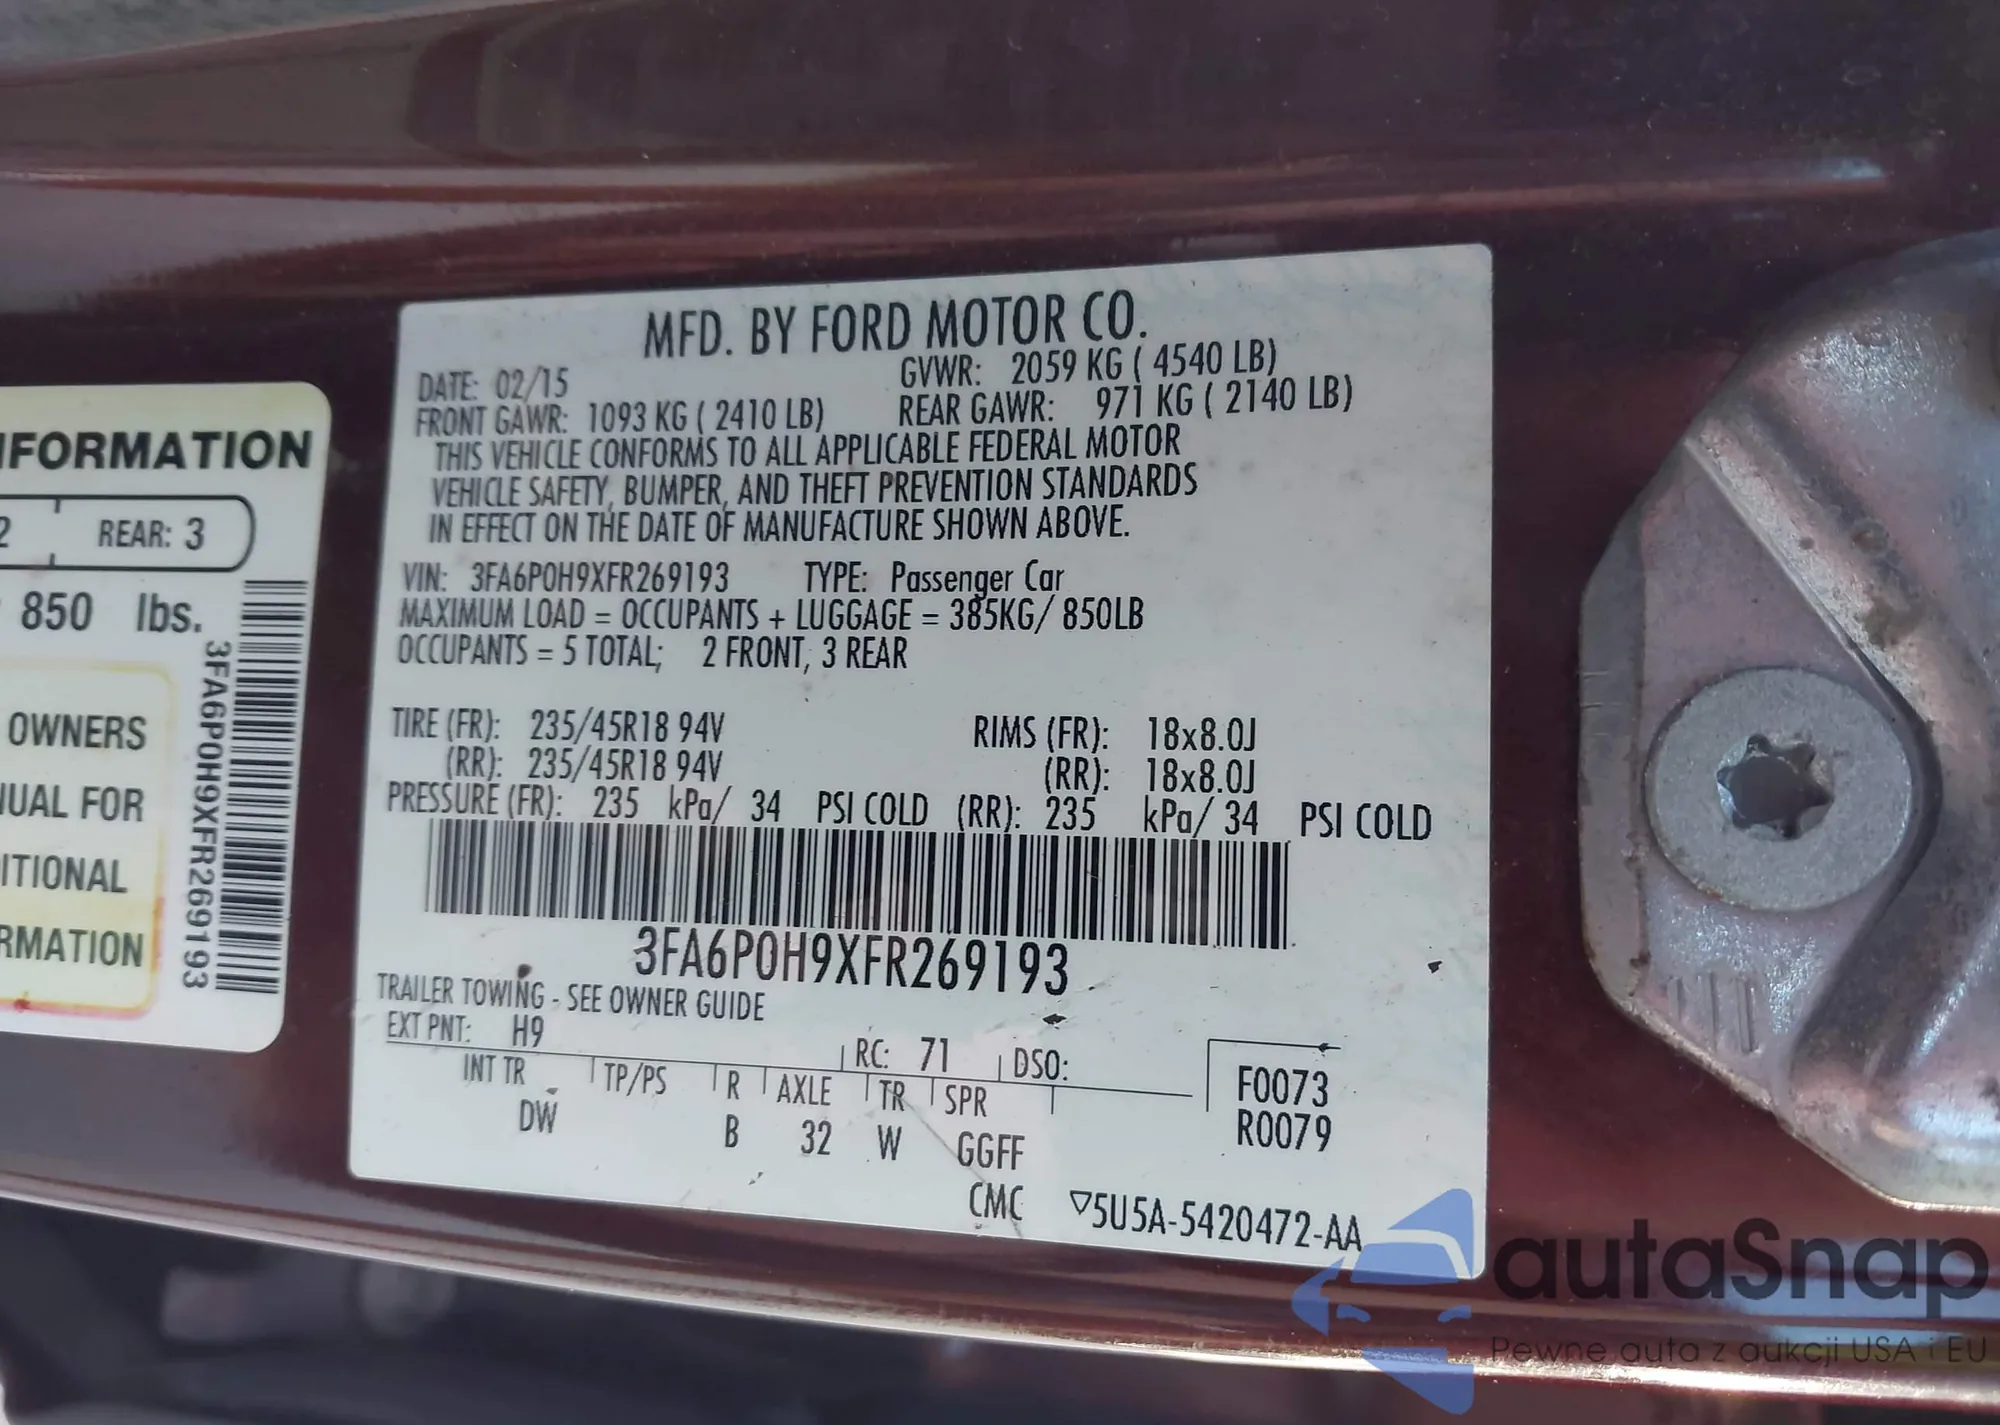 MFD. BY FORD MOTOR CO.
DATE: 02/15 GVWR: 2059 KG ( 4540 LB)
FRONT GAWR: 1093 KG ( 2410 LB) REAR GAWR: 971 KG ( 2140 LB)
THIS VEHICLE CONFORMS TO ALL APPLICABLE FEDERAL MOTOR
VEHICLE SAFETY, BUMPER, AND THEFT PREVENTION STANDARDS
IN EFFECT ON THE DATE OF MANUFACTURE SHOWN ABOVE.
VIN: 3FA6P0H9XFR269193 TYPE: Passenger Car
MAXIMUM LOAD = OCCUPANTS + LUGGAGE = 385KG/ 850LB
OCCUPANTS = 5 TOTAL; 2 FRONT, 3 REAR
TIRE (FR): 235/45R18 94V RIMS (FR): 18x8.0J
(RR): 235/45R18 94V (RR): 18x8.0J
PRESSURE (FR): 235 kPa/ 34 PSI COLD (RR): 235 kPa/ 34 PSI COLD
3FA6P0H9XFR269193
TRAILER TOWING - SEE OWNER GUIDE
EXT PNT: H9 RC: 71 DSO:
INT TR TP/PS R AXLE TR SPR
DW B 32 W GGFF
F0073
R0079
CMC ▽5U5A-5420472-AA
NFORMATION
2 REAR: 3
850 lbs.
OWNERS
NUAL FOR
ITIONAL
RMATION
3FA6P0H9XFR269193
autaSnap
Pewne auta z aukcji USA i EU